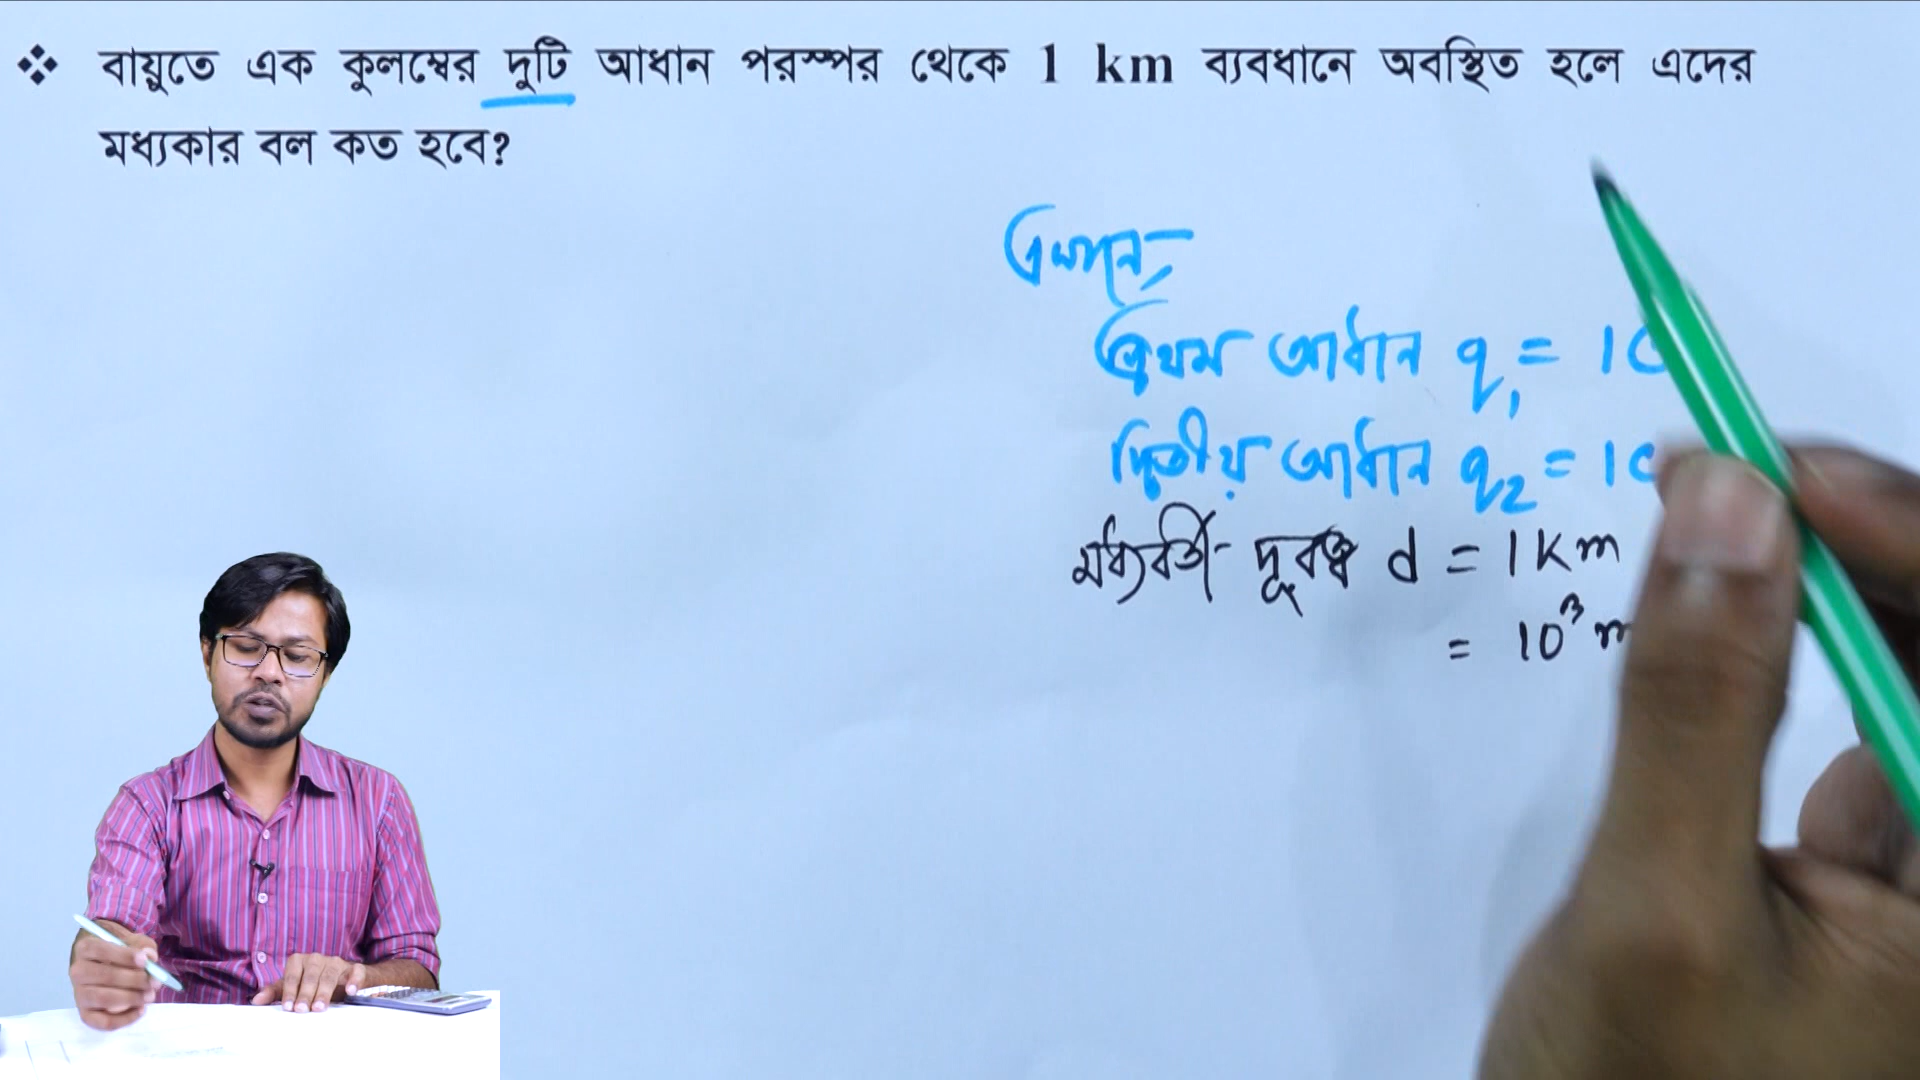 ❖ বায়ুতে এক কুলম্বের দুটি আধান পরস্পর থেকে 1 km ব্যবধানে অবস্থিত হলে এদের
মধ্যকার বল কত হবে?
এখানে,
প্রথম আধান q₁ = 1C
দ্বিতীয় আধান q₂ = 1C
মধ্যবর্তী দূরত্ব d = 1 Km
= 10³ m